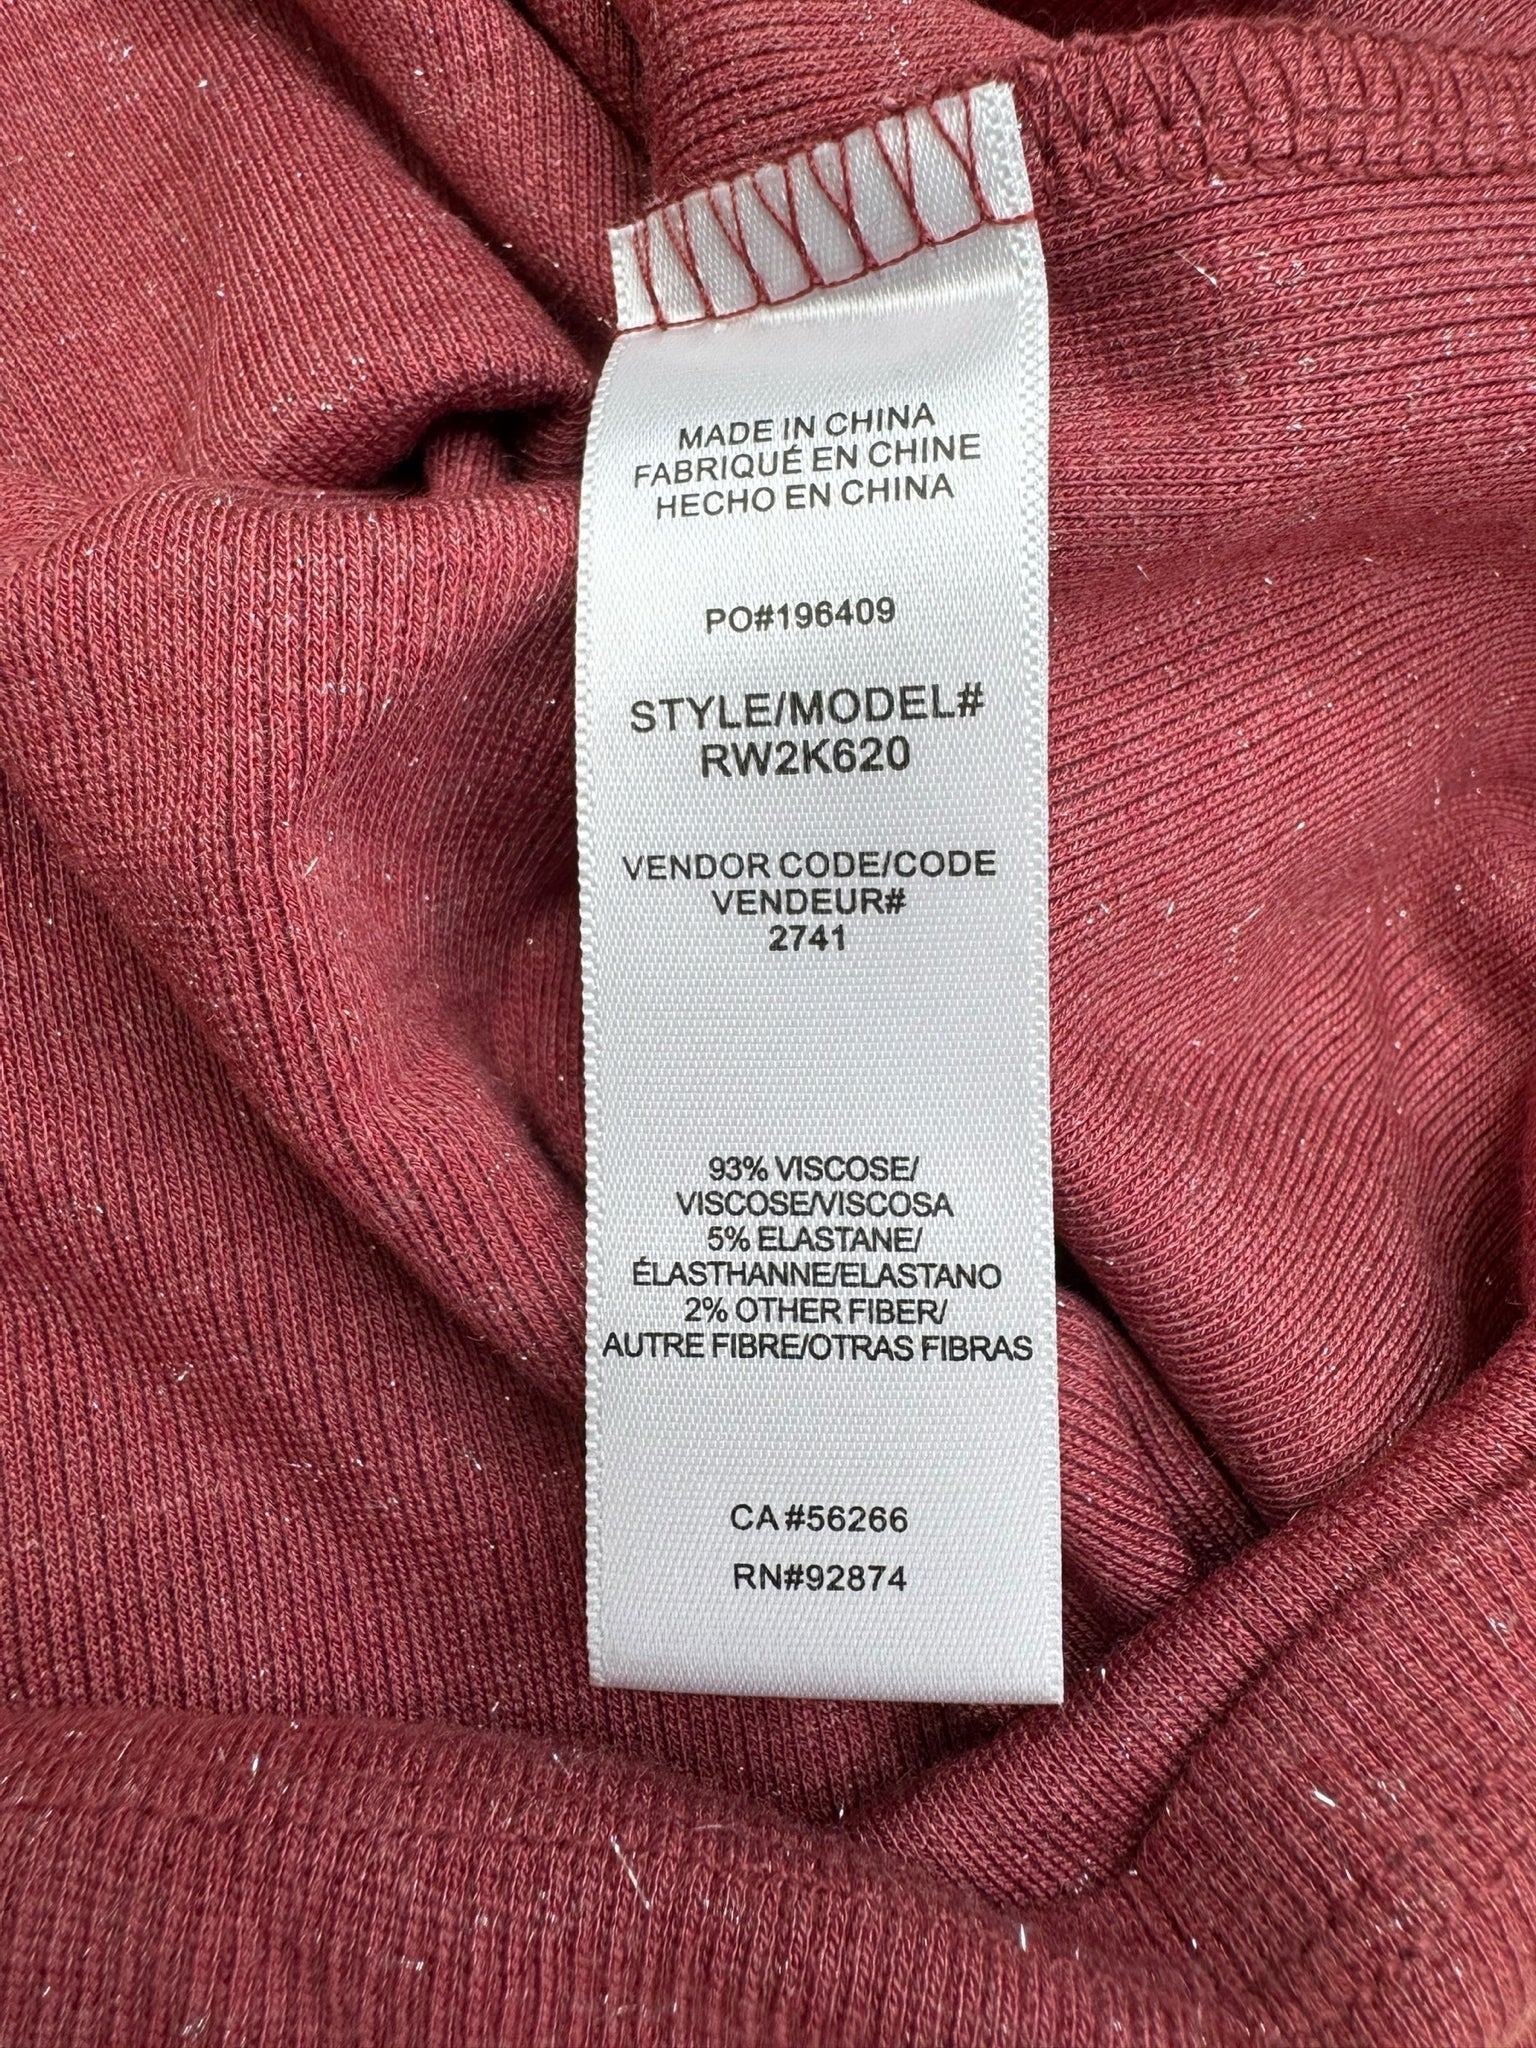 MADE IN CHINA
FABRIQUÉ EN CHINE
HECHO EN CHINA
PO#196409
STYLE/MODEL#
RW2K620
VENDOR CODE/CODE
VENDEUR#
2741
93% VISCOSE/
VISCOSE/VISCOSA
5% ELASTANE/
ÉLASTHANNE/ELASTANO
2% OTHER FIBER/
AUTRE FIBRE/OTRAS FIBRAS
CA #56266
RN#92874